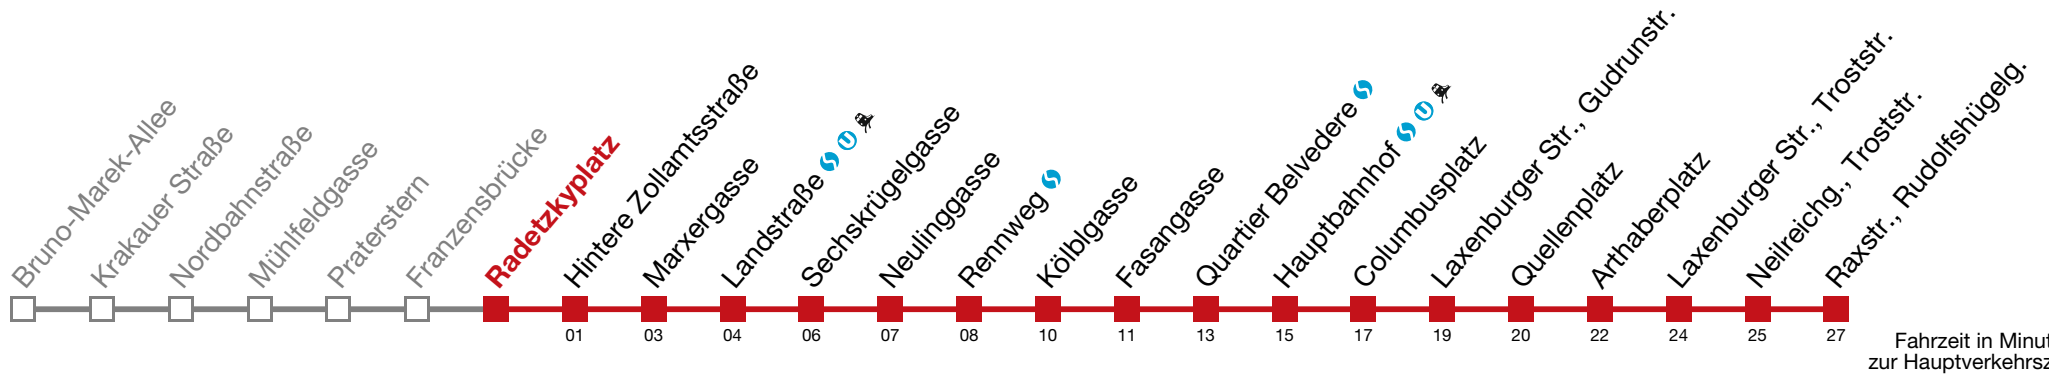 Bruno-Marek-Allee
Krakauer Straße
Nordbahnstraße
Mühlfeldgasse
Praterstern
Franzensbrücke
Radetzkyplatz
Hintere Zollamtsstraße
Marxergasse
Landstraße S U
Sechskrügelgasse
Neulinggasse
Rennweg S
Kölblgasse
Fasangasse
Quartier Belvedere S
Hauptbahnhof S U
Columbusplatz
Laxenburger Str., Gudrunstr.
Quellenplatz
Arthaberplatz
Laxenburger Str., Troststr.
Neilreichg., Troststr.
Raxstr., Rudolfshügelg.
01 03 04 06 07 08 10 11 13 15 17 19 20 22 24 25 27
Fahrzeit in Minut
zur Hauptverkehrsz